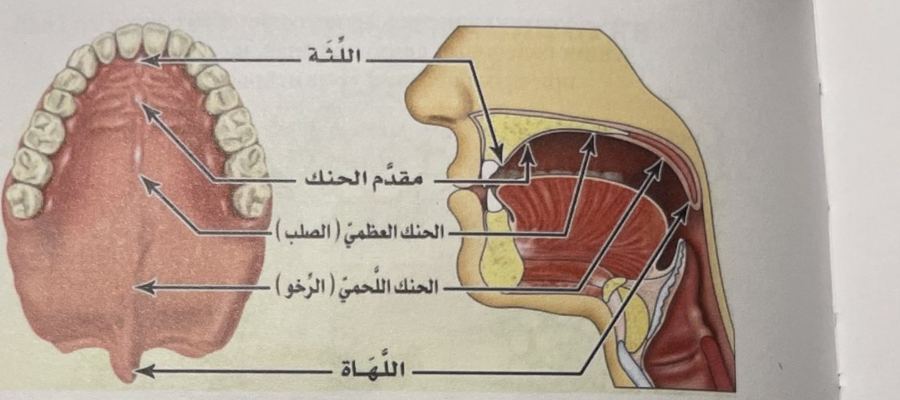 اللِّثَة
مقدَّم الحنك
الحنك العظميّ (الصلب)
الحنك اللَّحميّ (الرِّخو)
اللَّهَاة